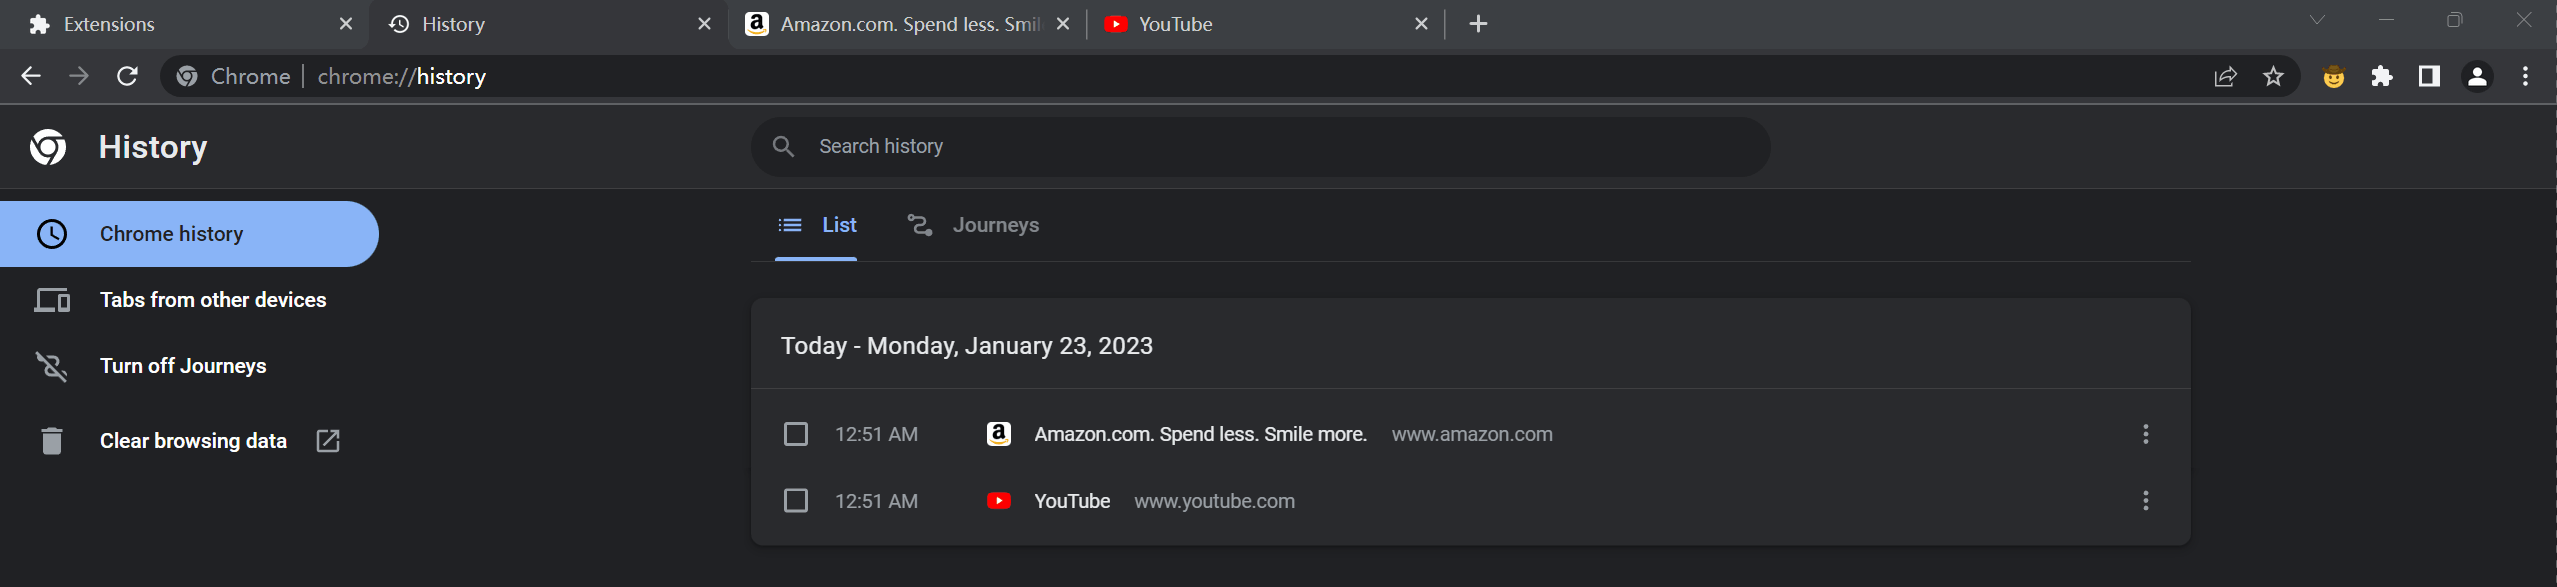 Extensions
History
Amazon.com. Spend less. Smil
YouTube
Chrome | chrome://history
History
Search history
Chrome history
Tabs from other devices
Turn off Journeys
Clear browsing data
List
Journeys
Today - Monday, January 23, 2023
12:51 AM Amazon.com. Spend less. Smile more. www.amazon.com
12:51 AM YouTube www.youtube.com